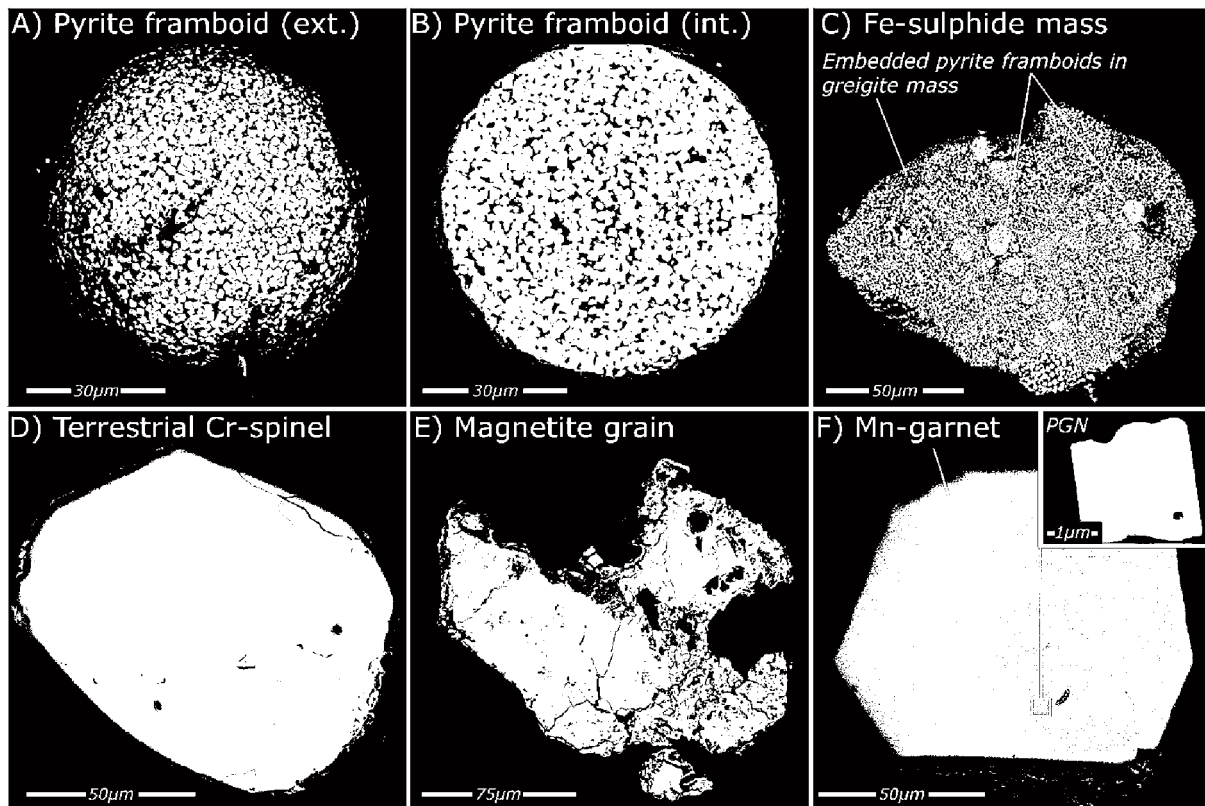 A) Pyrite framboid (ext.)
30µm
B) Pyrite framboid (int.)
30µm
C) Fe-sulphide mass
Embedded pyrite framboids in
greigite mass
50µm
D) Terrestrial Cr-spinel
50µm
E) Magnetite grain
75µm
F) Mn-garnet
PGN
1µm
50µm